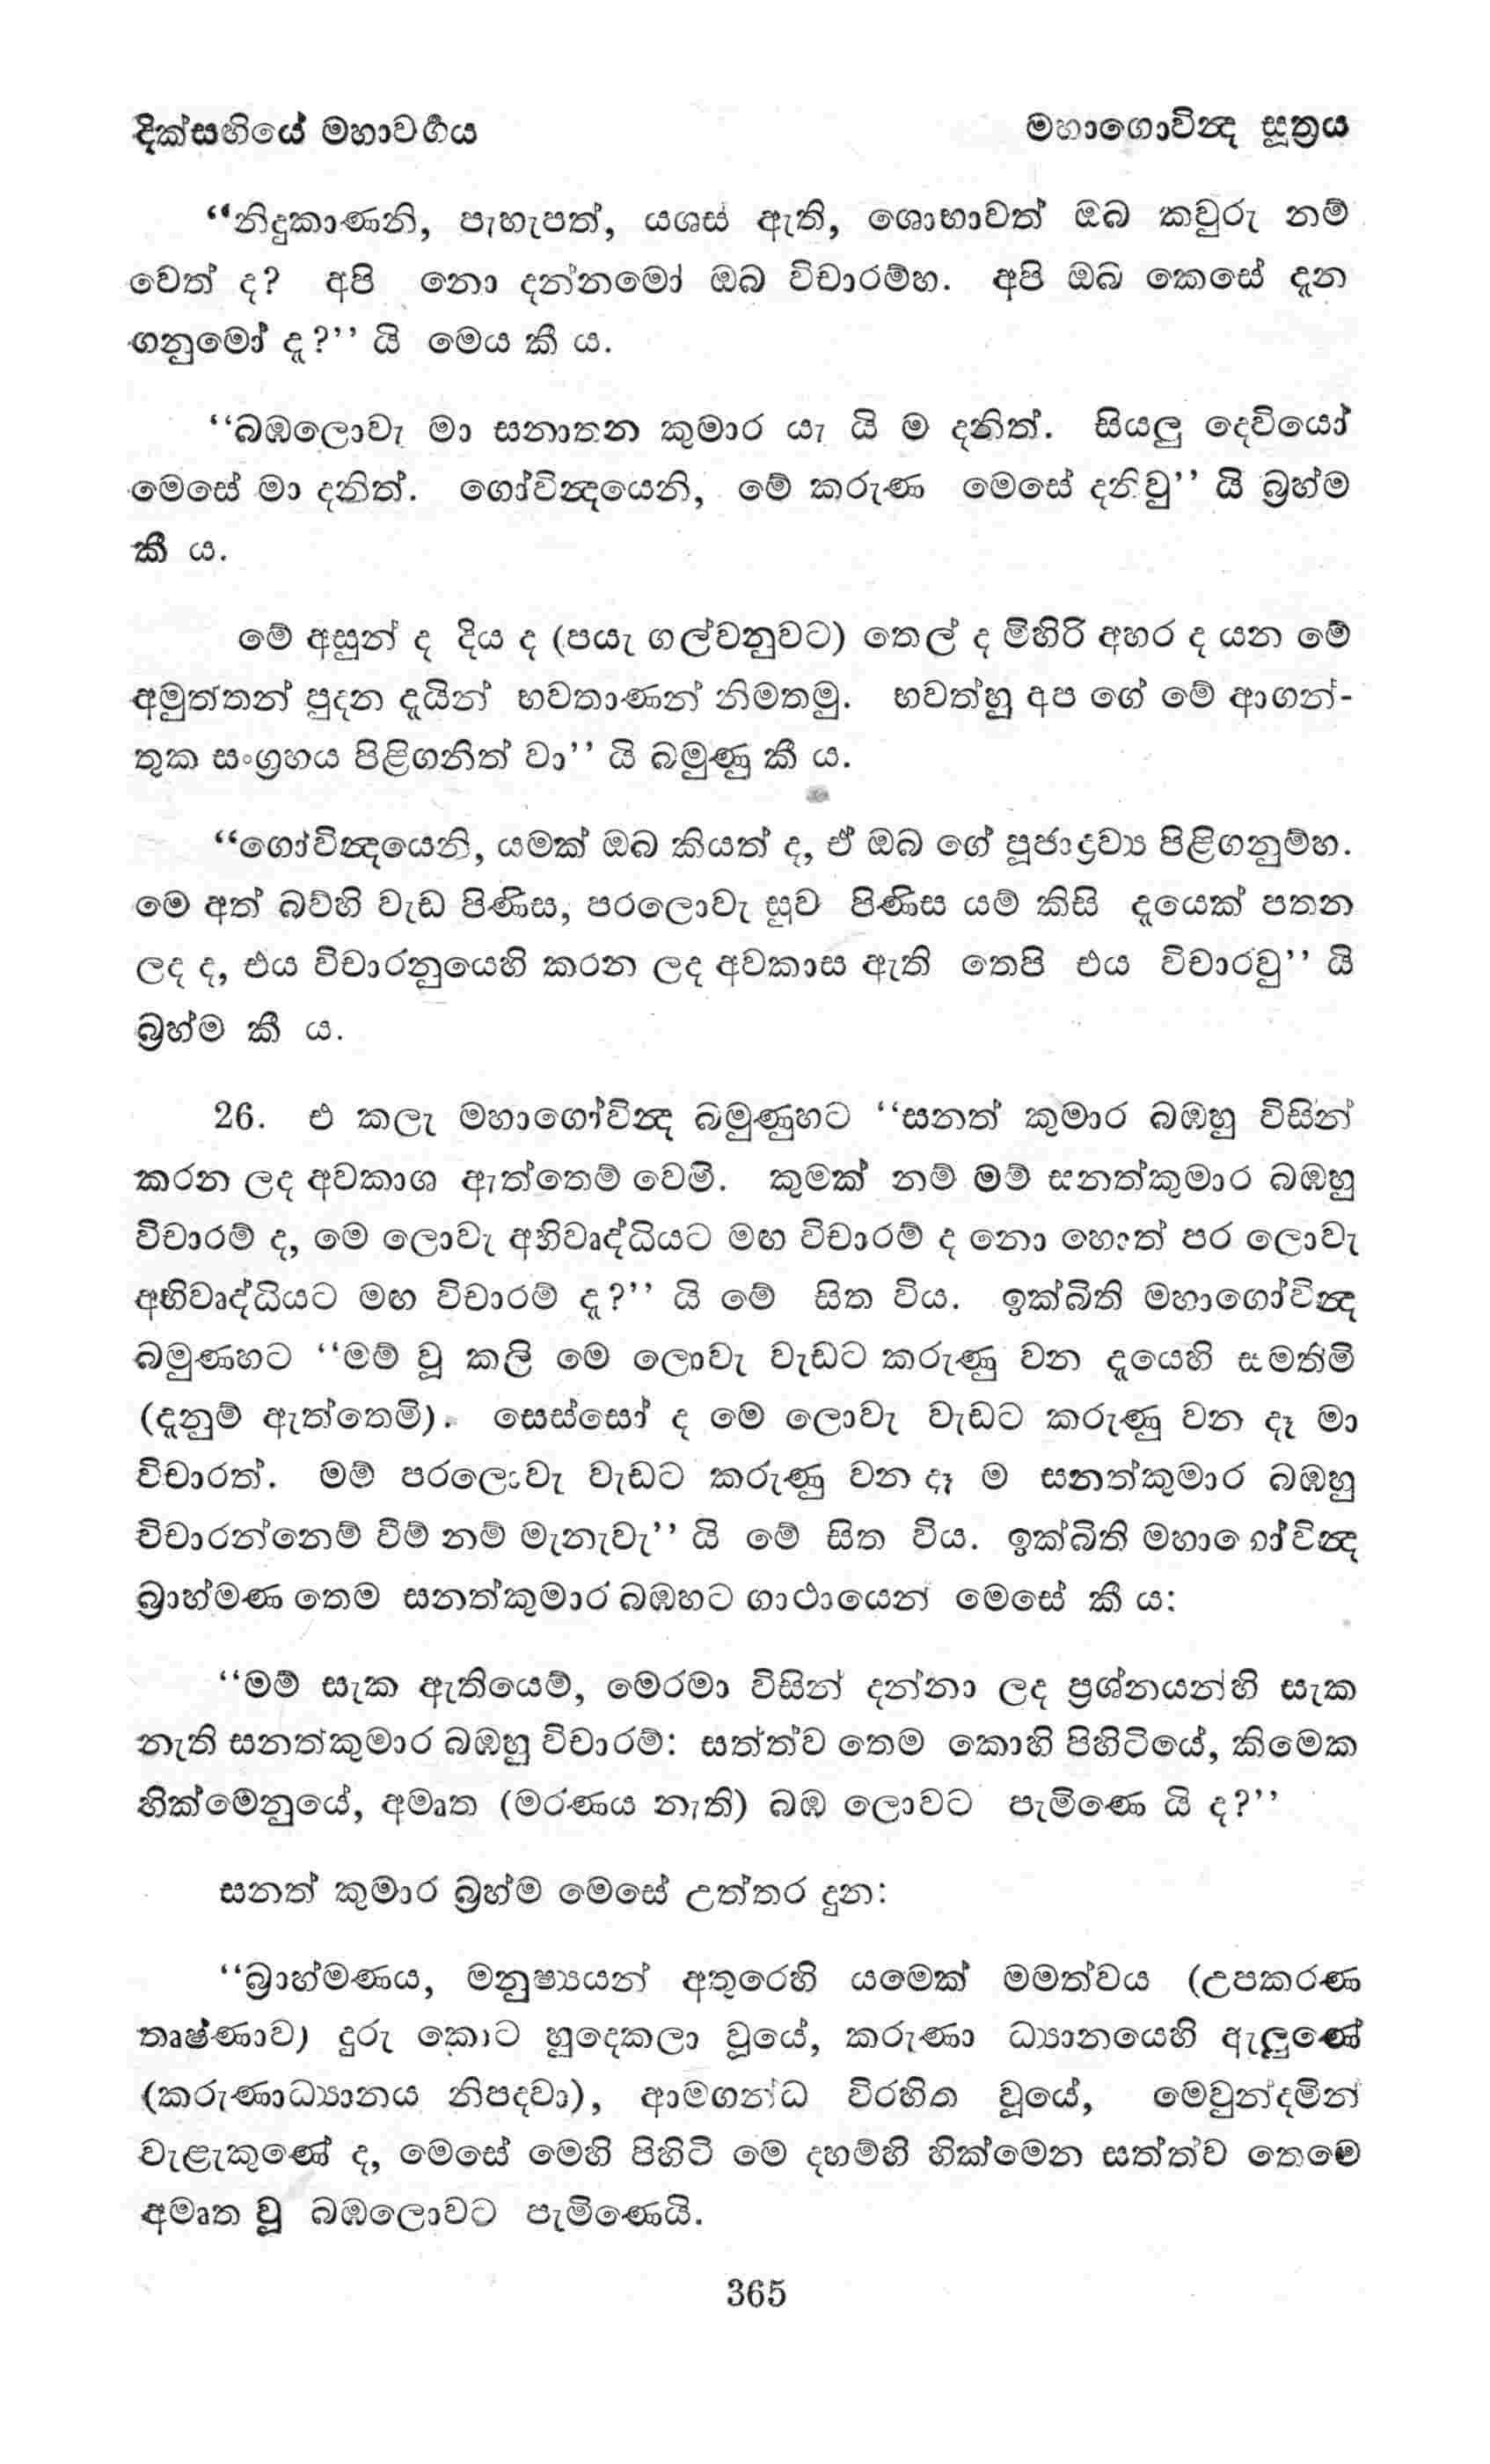 දික්සඟියේ මහාවර්ගය
මහාගොවින්ද සූත්‍රය
“නිදුකාණනි, පැහැපත්, යශස් ඇති, ශොභාවත් ඔබ කවුරු නම්
වෙත් ද? අපි නො දන්නමෝ ඔබ විචාරම්හ. අපි ඔබ කෙසේ දැන
ගනුමෝ දැ?” යි මෙය කී ය.
“බඹලොවැ මා සනාතන කුමාර යැ යි ම දනිත්. සියලු දෙවියෝ
මෙසේ මා දනිත්. ගෝවින්දයෙනි, මේ කරුණ මෙසේ දනිවු” යි බ්‍රහ්ම
කී ය.
මේ අසුන් ද දිය ද (පයැ ගල්වනුවට) තෙල් ද මිහිරි අහර ද යන මේ
අමුත්තන් පුදන දැයින් භවතාණන් නිමතමු. භවත්හු අප ගේ මේ ආගන්-
තුක සංග්‍රහය පිළිගනිත් වා” යි බමුණු කී ය.
“ගෝවින්දයෙනි, යමක් ඔබ කියත් ද, ඒ ඔබ ගේ පූජාද්‍රව්‍ය පිළිගනුම්හ.
මෙ අත් බව්හි වැඩ පිණිස, පරලොවැ සුව පිණිස යම් කිසි දැයෙක් පතන
ලද ද, එය විචාරනුයෙහි කරන ලද අවකාස ඇති තෙපි එය විචාරවු” යි
බ්‍රහ්ම කී ය.
26. එ කලැ මහාගෝවින්ද බමුණුහට “සනත් කුමාර බඹහු විසින්
කරන ලද අවකාශ ඇත්තෙම් වෙමි. කුමක් නම් මම් සනත්කුමාර බඹහු
විචාරම් ද, මෙ ලොවැ අභිවෘද්ධියට මඟ විචාරම් ද නො හොත් පර ලොවැ
අභිවෘද්ධියට මඟ විචාරම් දැ?” යි මේ සිත විය. ඉක්බිති මහාගෝවින්ද
බමුණහට “මම් වූ කලි මෙ ලොවැ වැඩට කරුණු වන දැයෙහි සමතිමි
(දැනුම් ඇත්තෙමි). සෙස්සෝ ද මෙ ලොවැ වැඩට කරුණු වන දෑ මා
විචාරත්. මම් පරලොවැ වැඩට කරුණු වන දෑ ම සනත්කුමාර බඹහු
විචාරන්නෙම් වීම් නම් මැනැවැ” යි මේ සිත විය. ඉක්බිති මහාගෝවින්ද
බ්‍රාහ්මණ තෙම සනත්කුමාර බඹහට ගාථායෙන් මෙසේ කී ය:
“මම් සැක ඇතියෙම්, මෙරමා විසින් දන්නා ලද ප්‍රශ්නයන්හි සැක
නැති සනත්කුමාර බඹහු විචාරම්: සත්ත්ව තෙම කොහි පිහිටියේ, කිමෙක
හික්මෙනුයේ, අමෘත (මරණය නැති) බඹ ලොවට පැමිණෙ යි ද?”
සනත් කුමාර බ්‍රහ්ම මෙසේ උත්තර දුන:
“බ්‍රාහ්මණය, මනුෂ්‍යයන් අතුරෙහි යමෙක් මමත්වය (උපකරණ
තෘෂ්ණාව) දුරු කොට හුදෙකලා වූයේ, කරුණා ධ්‍යානයෙහි ඇලුණේ
(කරුණාධ්‍යානය නිපදවා), ආමගන්ධ විරහිත වූයේ, මෙවුන්දමින්
වැළැකුණේ ද, මෙසේ මෙහි පිහිටි මෙ දහම්හි හික්මෙන සත්ත්ව තෙමෙ
අමෘත වූ බඹලොවට පැමිණෙයි.
365